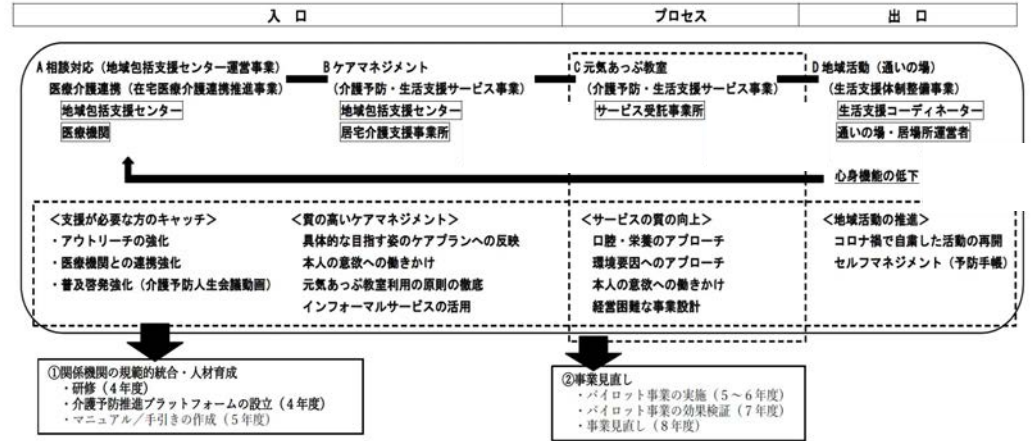 入 口
プロセス
出 口
A 相談対応（地域包括支援センター運営事業）
医療介護連携（在宅医療介護連携推進事業）
地域包括支援センター
医療機関
B ケアマネジメント
（介護予防・生活支援サービス事業）
地域包括支援センター
居宅介護支援事業所
C 元気あっぷ教室
（介護予防・生活支援サービス事業）
サービス受託事業所
D 地域活動（通いの場）
（生活支援体制整備事業）
生活支援コーディネーター
通いの場・居場所運営者
心身機能の低下
＜支援が必要な方のキャッチ＞
・アウトリーチの強化
・医療機関との連携強化
・普及啓発強化（介護予防人生会議動画）
＜質の高いケアマネジメント＞
具体的な目指す姿のケアプランへの反映
本人の意欲への働きかけ
元気あっぷ教室利用の原則の徹底
インフォーマルサービスの活用
＜サービスの質の向上＞
口腔・栄養のアプローチ
環境要因へのアプローチ
本人の意欲への働きかけ
経営困難な事業設計
＜地域活動の推進＞
コロナ禍で自粛した活動の再開
セルフマネジメント（予防手帳）
①関係機関の規範的統合・人材育成
・研修（４年度）
・介護予防推進プラットフォームの設立（４年度）
・マニュアル／手引きの作成（５年度）
②事業見直し
・パイロット事業の実施（５～６年度）
・パイロット事業の効果検証（７年度）
・事業見直し（８年度）